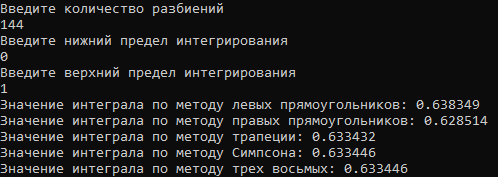 Введите количество разбиений
144
Введите нижний предел интегрирования
0
Введите верхний предел интегрирования
1
Значение интеграла по методу левых прямоугольников: 0.638349
Значение интеграла по методу правых прямоугольников: 0.628514
Значение интеграла по методу трапеции: 0.633432
Значение интеграла по методу Симпсона: 0.633446
Значение интеграла по методу трех восьмых: 0.633446